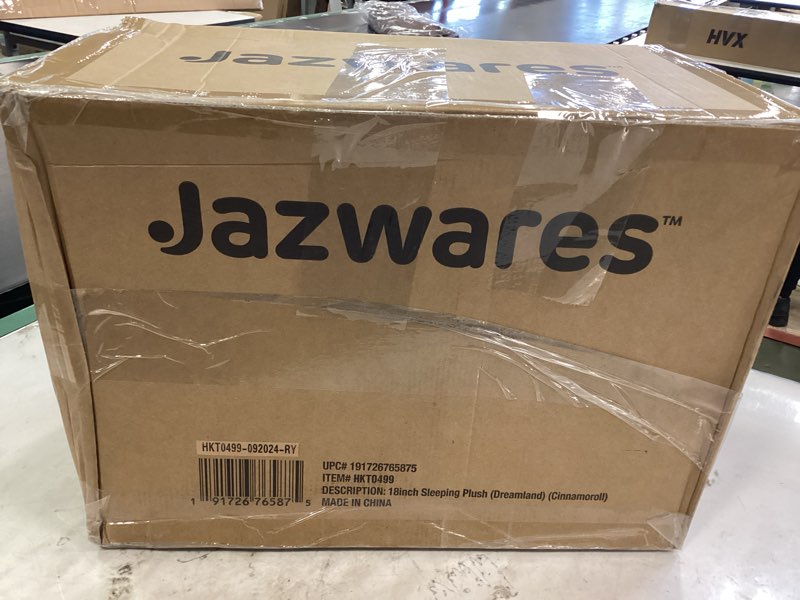 Jazwares
HVX
Jazwares™
HKT0499-092024-RY
1 91726 76587 5
UPC# 191726765875
ITEM# HKT0499
DESCRIPTION: 18inch Sleeping Plush (Dreamland) (Cinnamoroll)
MADE IN CHINA